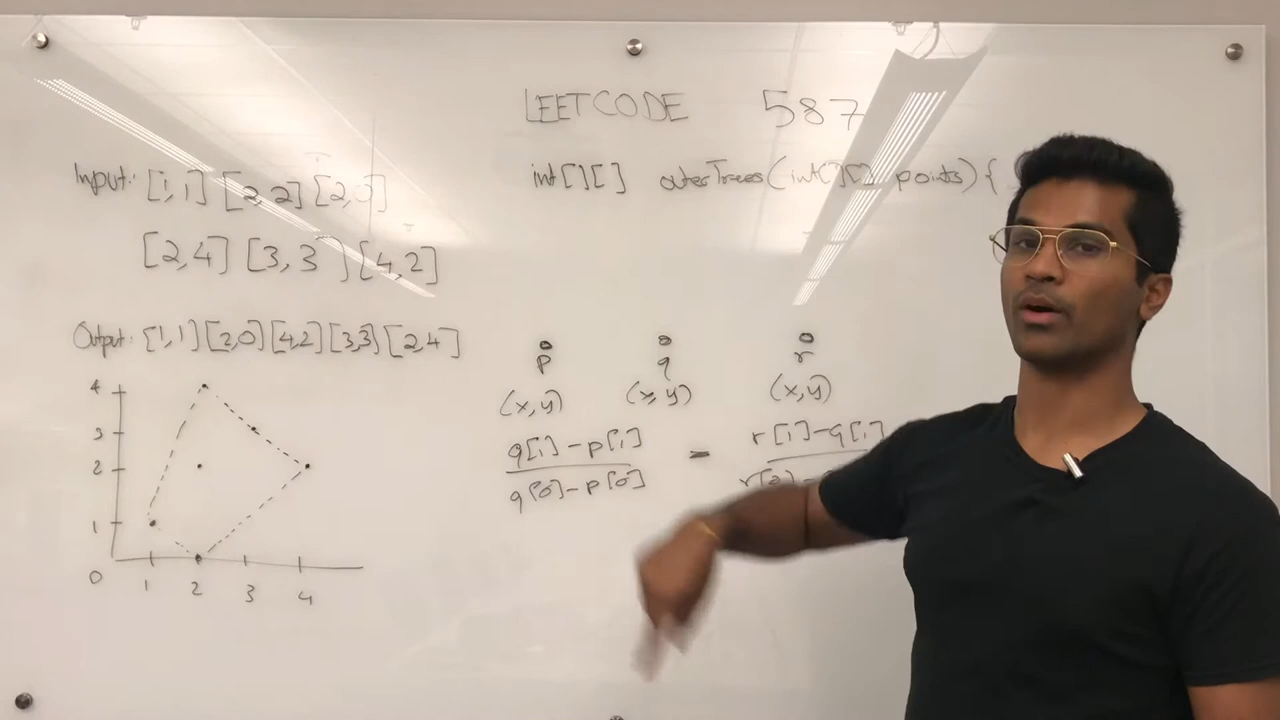 LEETCODE 587
Input: [1,1] [2,2] [2,0]
[2,4] [3,3] [4,2]
int[][] outerTrees(int[][] points) {
Output: [1,1] [2,0] [4,2] [3,3] [2,4]
p q r
(x,y) (x,y) (x,y)
q[1]-p[1] - r[1]-q[1]
q[0]-p[0] r[0]-
4
3
2
1
0
1 2 3 4